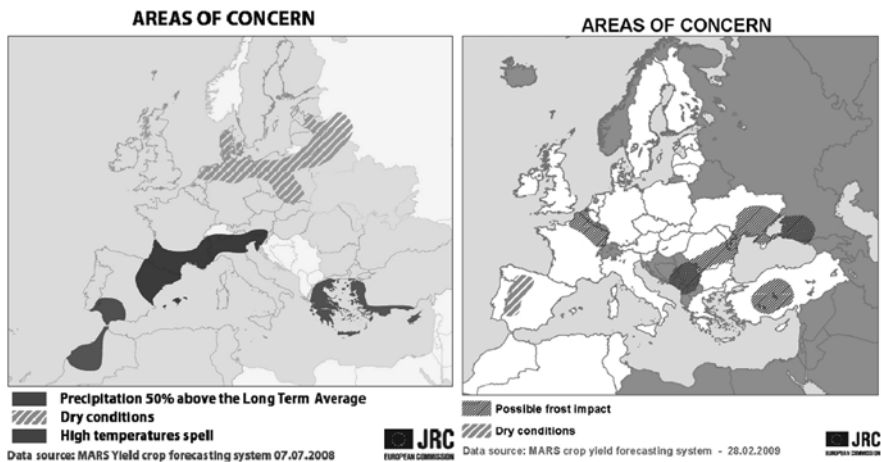 AREAS OF CONCERN
Precipitation 50% above the Long Term Average
Dry conditions
High temperatures spell
JRC
EUROPEAN COMMISSION
Data source: MARS Yield crop forecasting system 07.07.2008
AREAS OF CONCERN
Possible frost impact
Dry conditions
JRC
EUROPEAN COMMISSION
Data source: MARS crop yield forecasting system - 28.02.2009